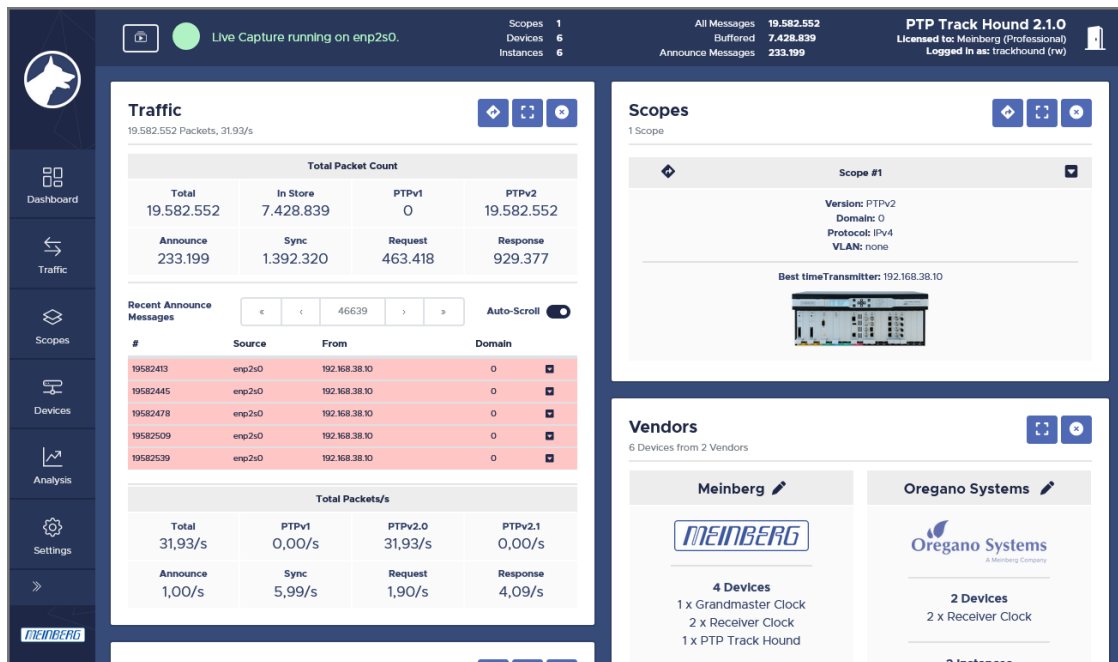 Live Capture running on enp2s0.
Scopes 1
Devices 6
Instances 6
All Messages 19.582.552
Buffered 7.428.839
Announce Messages 233.199
PTP Track Hound 2.1.0
Licensed to: Meinberg (Professional)
Logged in as: trackhound (rw)
Dashboard
Traffic
Scopes
Devices
Analysis
Settings
»
MEINBERG
Traffic
19.582.552 Packets, 31.93/s
Total Packet Count
Total In Store PTPv1 PTPv2
19.582.552 7.428.839 0 19.582.552
Announce Sync Request Response
233.199 1.392.320 463.418 929.377
Recent Announce
Messages
« ‹ 46639 › »
Auto-Scroll
# Source From Domain
19582413 enp2s0 192.168.38.10 0
19582445 enp2s0 192.168.38.10 0
19582478 enp2s0 192.168.38.10 0
19582509 enp2s0 192.168.38.10 0
19582539 enp2s0 192.168.38.10 0
Total Packets/s
Total PTPv1 PTPv2.0 PTPv2.1
31,93/s 0,00/s 31,93/s 0,00/s
Announce Sync Request Response
1,00/s 5,99/s 1,90/s 4,09/s
Scopes
1 Scope
Scope #1
Version: PTPv2
Domain: 0
Protocol: IPv4
VLAN: none
Best timeTransmitter: 192.168.38.10
Vendors
6 Devices from 2 Vendors
Meinberg
MEINBERG
4 Devices
1 x Grandmaster Clock
2 x Receiver Clock
1 x PTP Track Hound
Oregano Systems
Oregano Systems
A Meinberg Company
2 Devices
2 x Receiver Clock
2 Instances